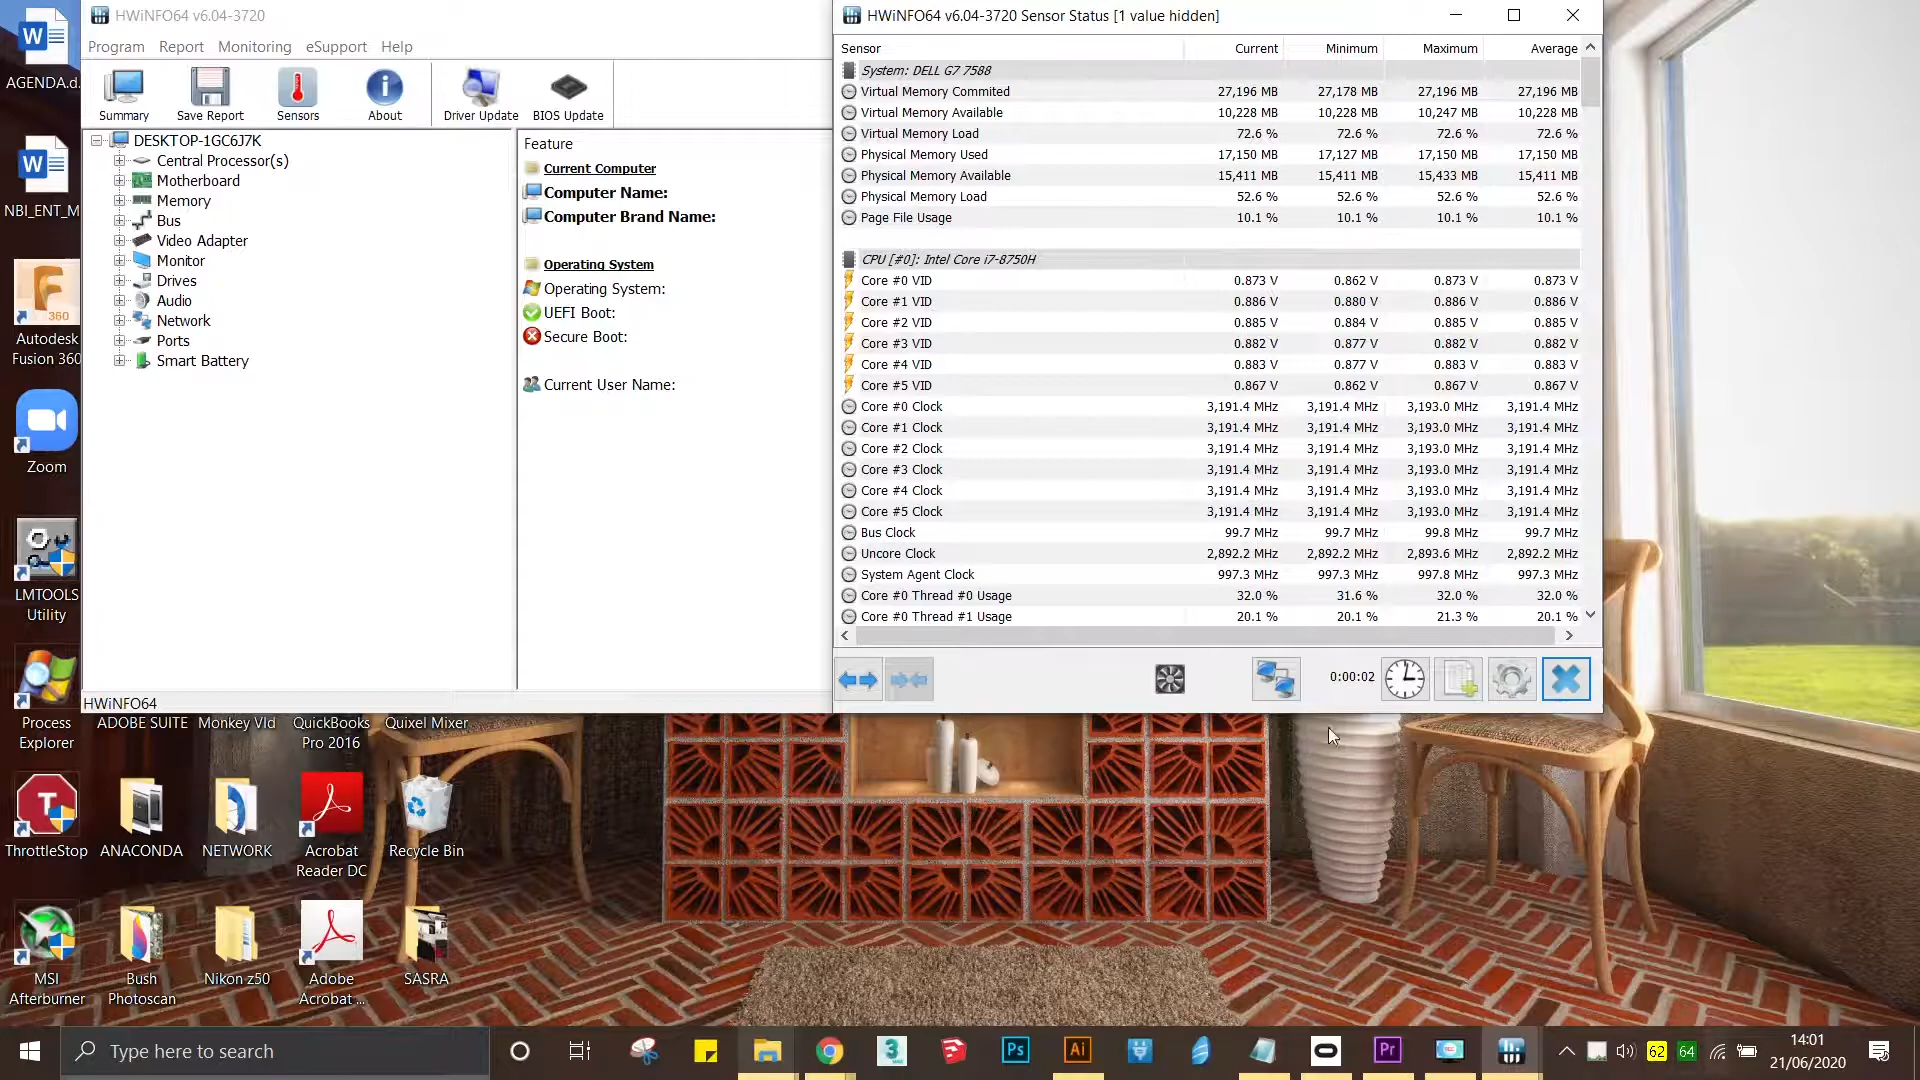 AGENDA.d.
NBI_ENT_M
360
Autodesk
Fusion 360
Zoom
LMTOOLS
Utility
Process
Explorer
ThrottleStop
MSI
Afterburner
HWiNFO64 v6.04-3720
Program Report Monitoring eSupport Help
Summary Save Report Sensors About Driver Update BIOS Update
DESKTOP-1GC6J7K
Central Processor(s)
Motherboard
Memory
Bus
Video Adapter
Monitor
Drives
Audio
Network
Ports
Smart Battery
Feature
Current Computer
Computer Name:
Computer Brand Name:
Operating System
Operating System:
UEFI Boot:
Secure Boot:
Current User Name:
HWiNFO64
HWiNFO64 v6.04-3720 Sensor Status [1 value hidden]
Sensor Current Minimum Maximum Average
System: DELL G7 7588
Virtual Memory Commited 27,196 MB 27,178 MB 27,196 MB 27,196 MB
Virtual Memory Available 10,228 MB 10,228 MB 10,247 MB 10,228 MB
Virtual Memory Load 72.6 % 72.6 % 72.6 % 72.6 %
Physical Memory Used 17,150 MB 17,127 MB 17,150 MB 17,150 MB
Physical Memory Available 15,411 MB 15,411 MB 15,433 MB 15,411 MB
Physical Memory Load 52.6 % 52.6 % 52.6 % 52.6 %
Page File Usage 10.1 % 10.1 % 10.1 % 10.1 %
CPU [#0]: Intel Core i7-8750H
Core #0 VID 0.873 V 0.862 V 0.873 V 0.873 V
Core #1 VID 0.886 V 0.880 V 0.886 V 0.886 V
Core #2 VID 0.885 V 0.884 V 0.885 V 0.885 V
Core #3 VID 0.882 V 0.877 V 0.882 V 0.882 V
Core #4 VID 0.883 V 0.877 V 0.883 V 0.883 V
Core #5 VID 0.867 V 0.862 V 0.867 V 0.867 V
Core #0 Clock 3,191.4 MHz 3,191.4 MHz 3,193.0 MHz 3,191.4 MHz
Core #1 Clock 3,191.4 MHz 3,191.4 MHz 3,193.0 MHz 3,191.4 MHz
Core #2 Clock 3,191.4 MHz 3,191.4 MHz 3,193.0 MHz 3,191.4 MHz
Core #3 Clock 3,191.4 MHz 3,191.4 MHz 3,193.0 MHz 3,191.4 MHz
Core #4 Clock 3,191.4 MHz 3,191.4 MHz 3,193.0 MHz 3,191.4 MHz
Core #5 Clock 3,191.4 MHz 3,191.4 MHz 3,193.0 MHz 3,191.4 MHz
Bus Clock 99.7 MHz 99.7 MHz 99.8 MHz 99.7 MHz
Uncore Clock 2,892.2 MHz 2,892.2 MHz 2,893.6 MHz 2,892.2 MHz
System Agent Clock 997.3 MHz 997.3 MHz 997.8 MHz 997.3 MHz
Core #0 Thread #0 Usage 32.0 % 31.6 % 32.0 % 32.0 %
Core #0 Thread #1 Usage 20.1 % 20.1 % 21.3 % 20.1 %
0:00:02
ADOBE SUITE Monkey VId QuickBooks Quixel Mixer
Pro 2016
ANACONDA NETWORK Acrobat Recycle Bin
Reader DC
Bush Nikon z50 Adobe SASRA
Photoscan Acrobat ...
Type here to search
3
Ps
Ai
Pr
62
64
14:01
21/06/2020